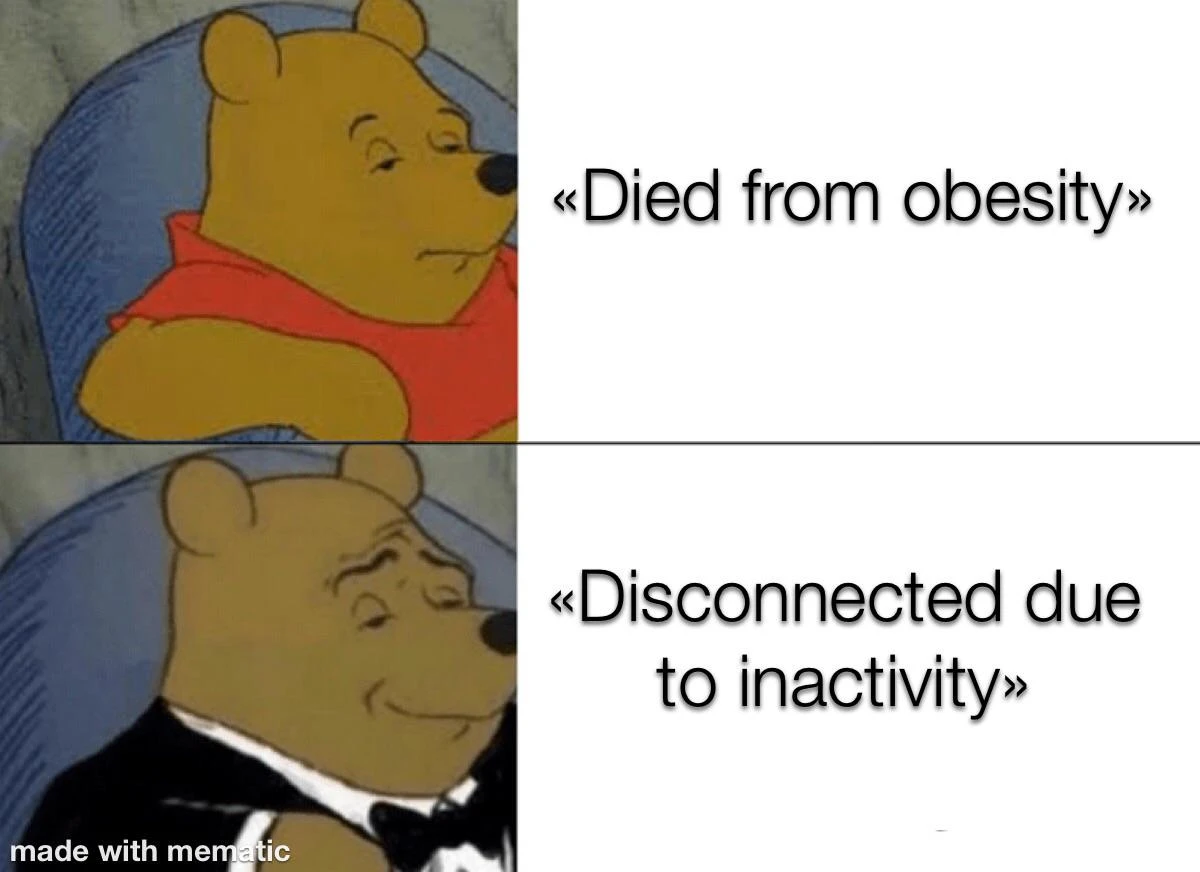 «Died from obesity»
«Disconnected due
to inactivity»
made with mematic